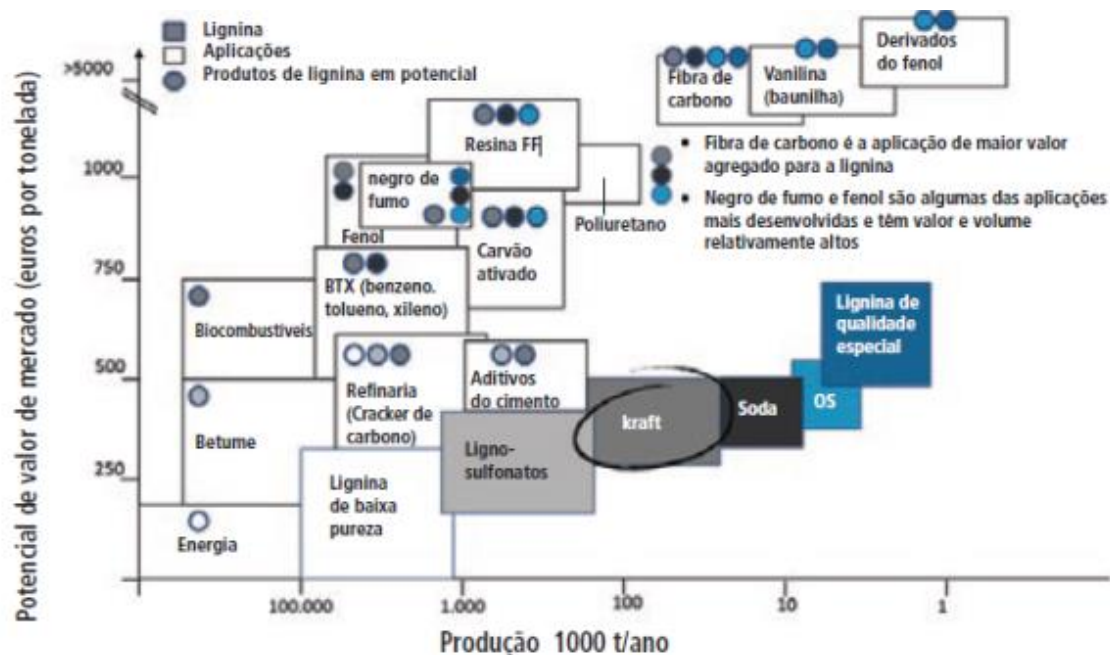 Potencial de valor de mercado (euros por tonelada)
Lignina
Aplicações
Produtos de lignina em potencial
>5000
1000
750
500
250
Derivados
do fenol
Vanilina
(baunilha)
Fibra de
carbono
Resina FF
negro de
fumo
Fenol
Carvão
ativado
Poliuretano
• Fibra de carbono é a aplicação de maior valor
agregado para a lignina
• Negro de fumo e fenol são algumas das aplicações
mais desenvolvidas e têm valor e volume
relativamente altos
BTX (benzeno.
tolueno, xileno)
Biocombustiveis
Refinaria
(Cracker de
carbono)
Aditivos
do cimento
Betume
Energia
Lignina
de baixa
pureza
Ligno-
sulfonatos
kraft
Soda
OS
Lignina de
qualidade
especial
100.000
1.000
100
10
1
Produção 1000 t/ano